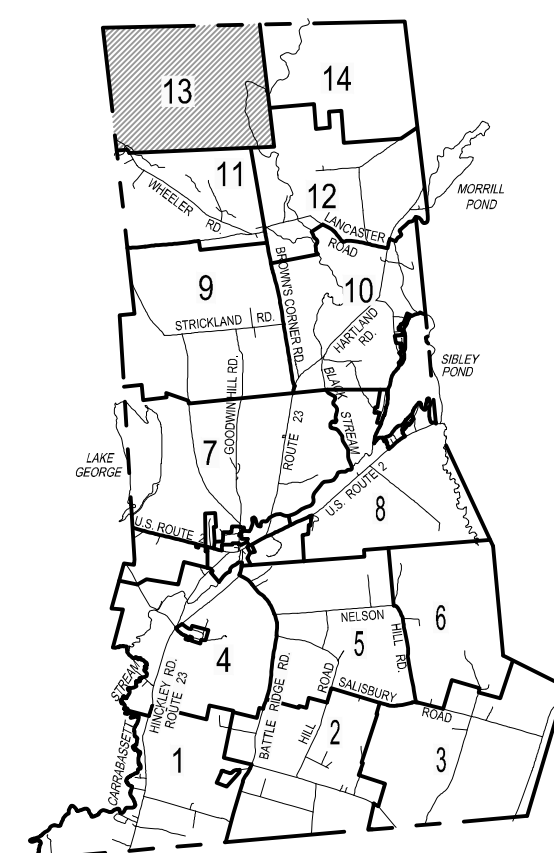 13
14
11
WHEELER
RD.
12
MORRILL
POND
LANCASTER
ROAD
9
BROWN'S CORNER RD.
10
STRICKLAND RD.
HARTLAND
RD.
SIBLEY
POND
GOODWIN HILL RD.
BLACK STREAM
7
ROUTE 23
LAKE
GEORGE
U.S. ROUTE 2
8
U.S. ROUTE 2
NELSON
6
HILL RD.
5
4
STREAM
HINCKLEY RD.
ROUTE 23
BATTLE RIDGE RD.
ROAD
SALISBURY
ROAD
HILL
2
CARRABASSETT
1
3